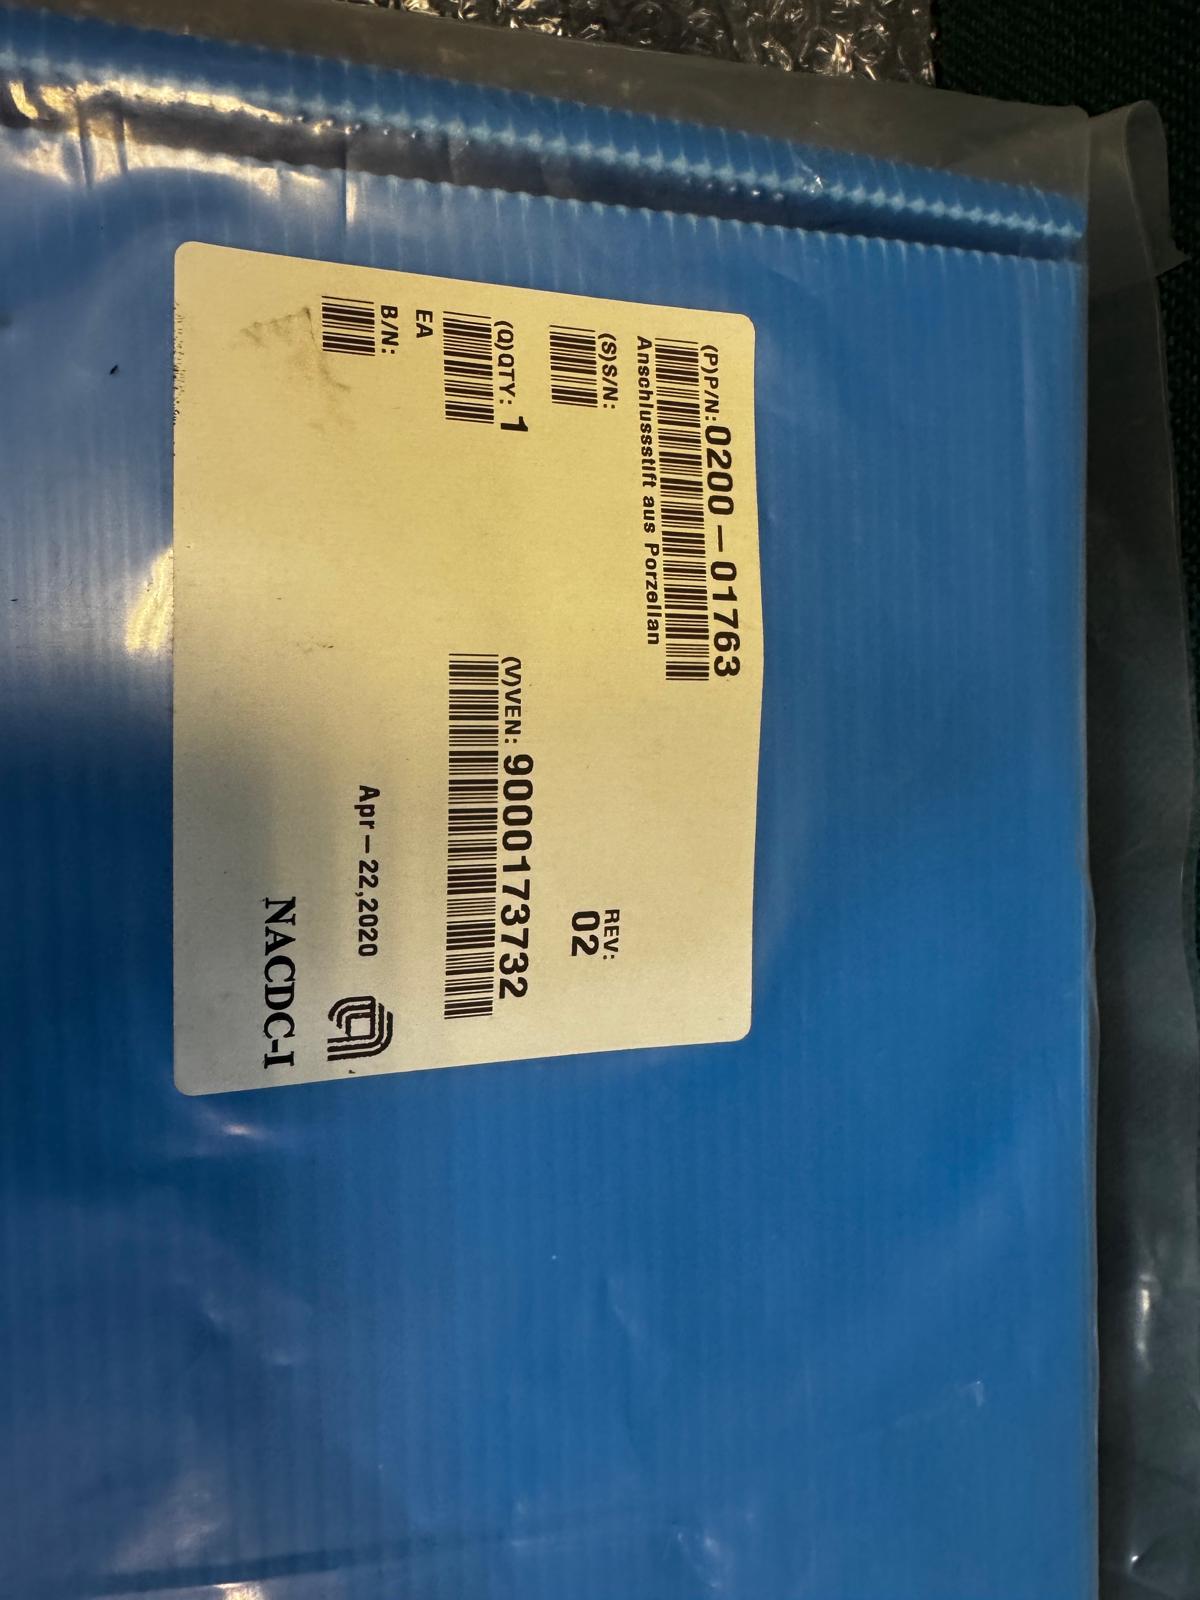 (P)P/N: 0200-01763
Anschlussstift aus Porzellan
(S)S/N:
REV:
02
(Q)QTY: 1
(V)VEN: 9000173732
EA
B/N:
Apr-22,2020
NACDC-I